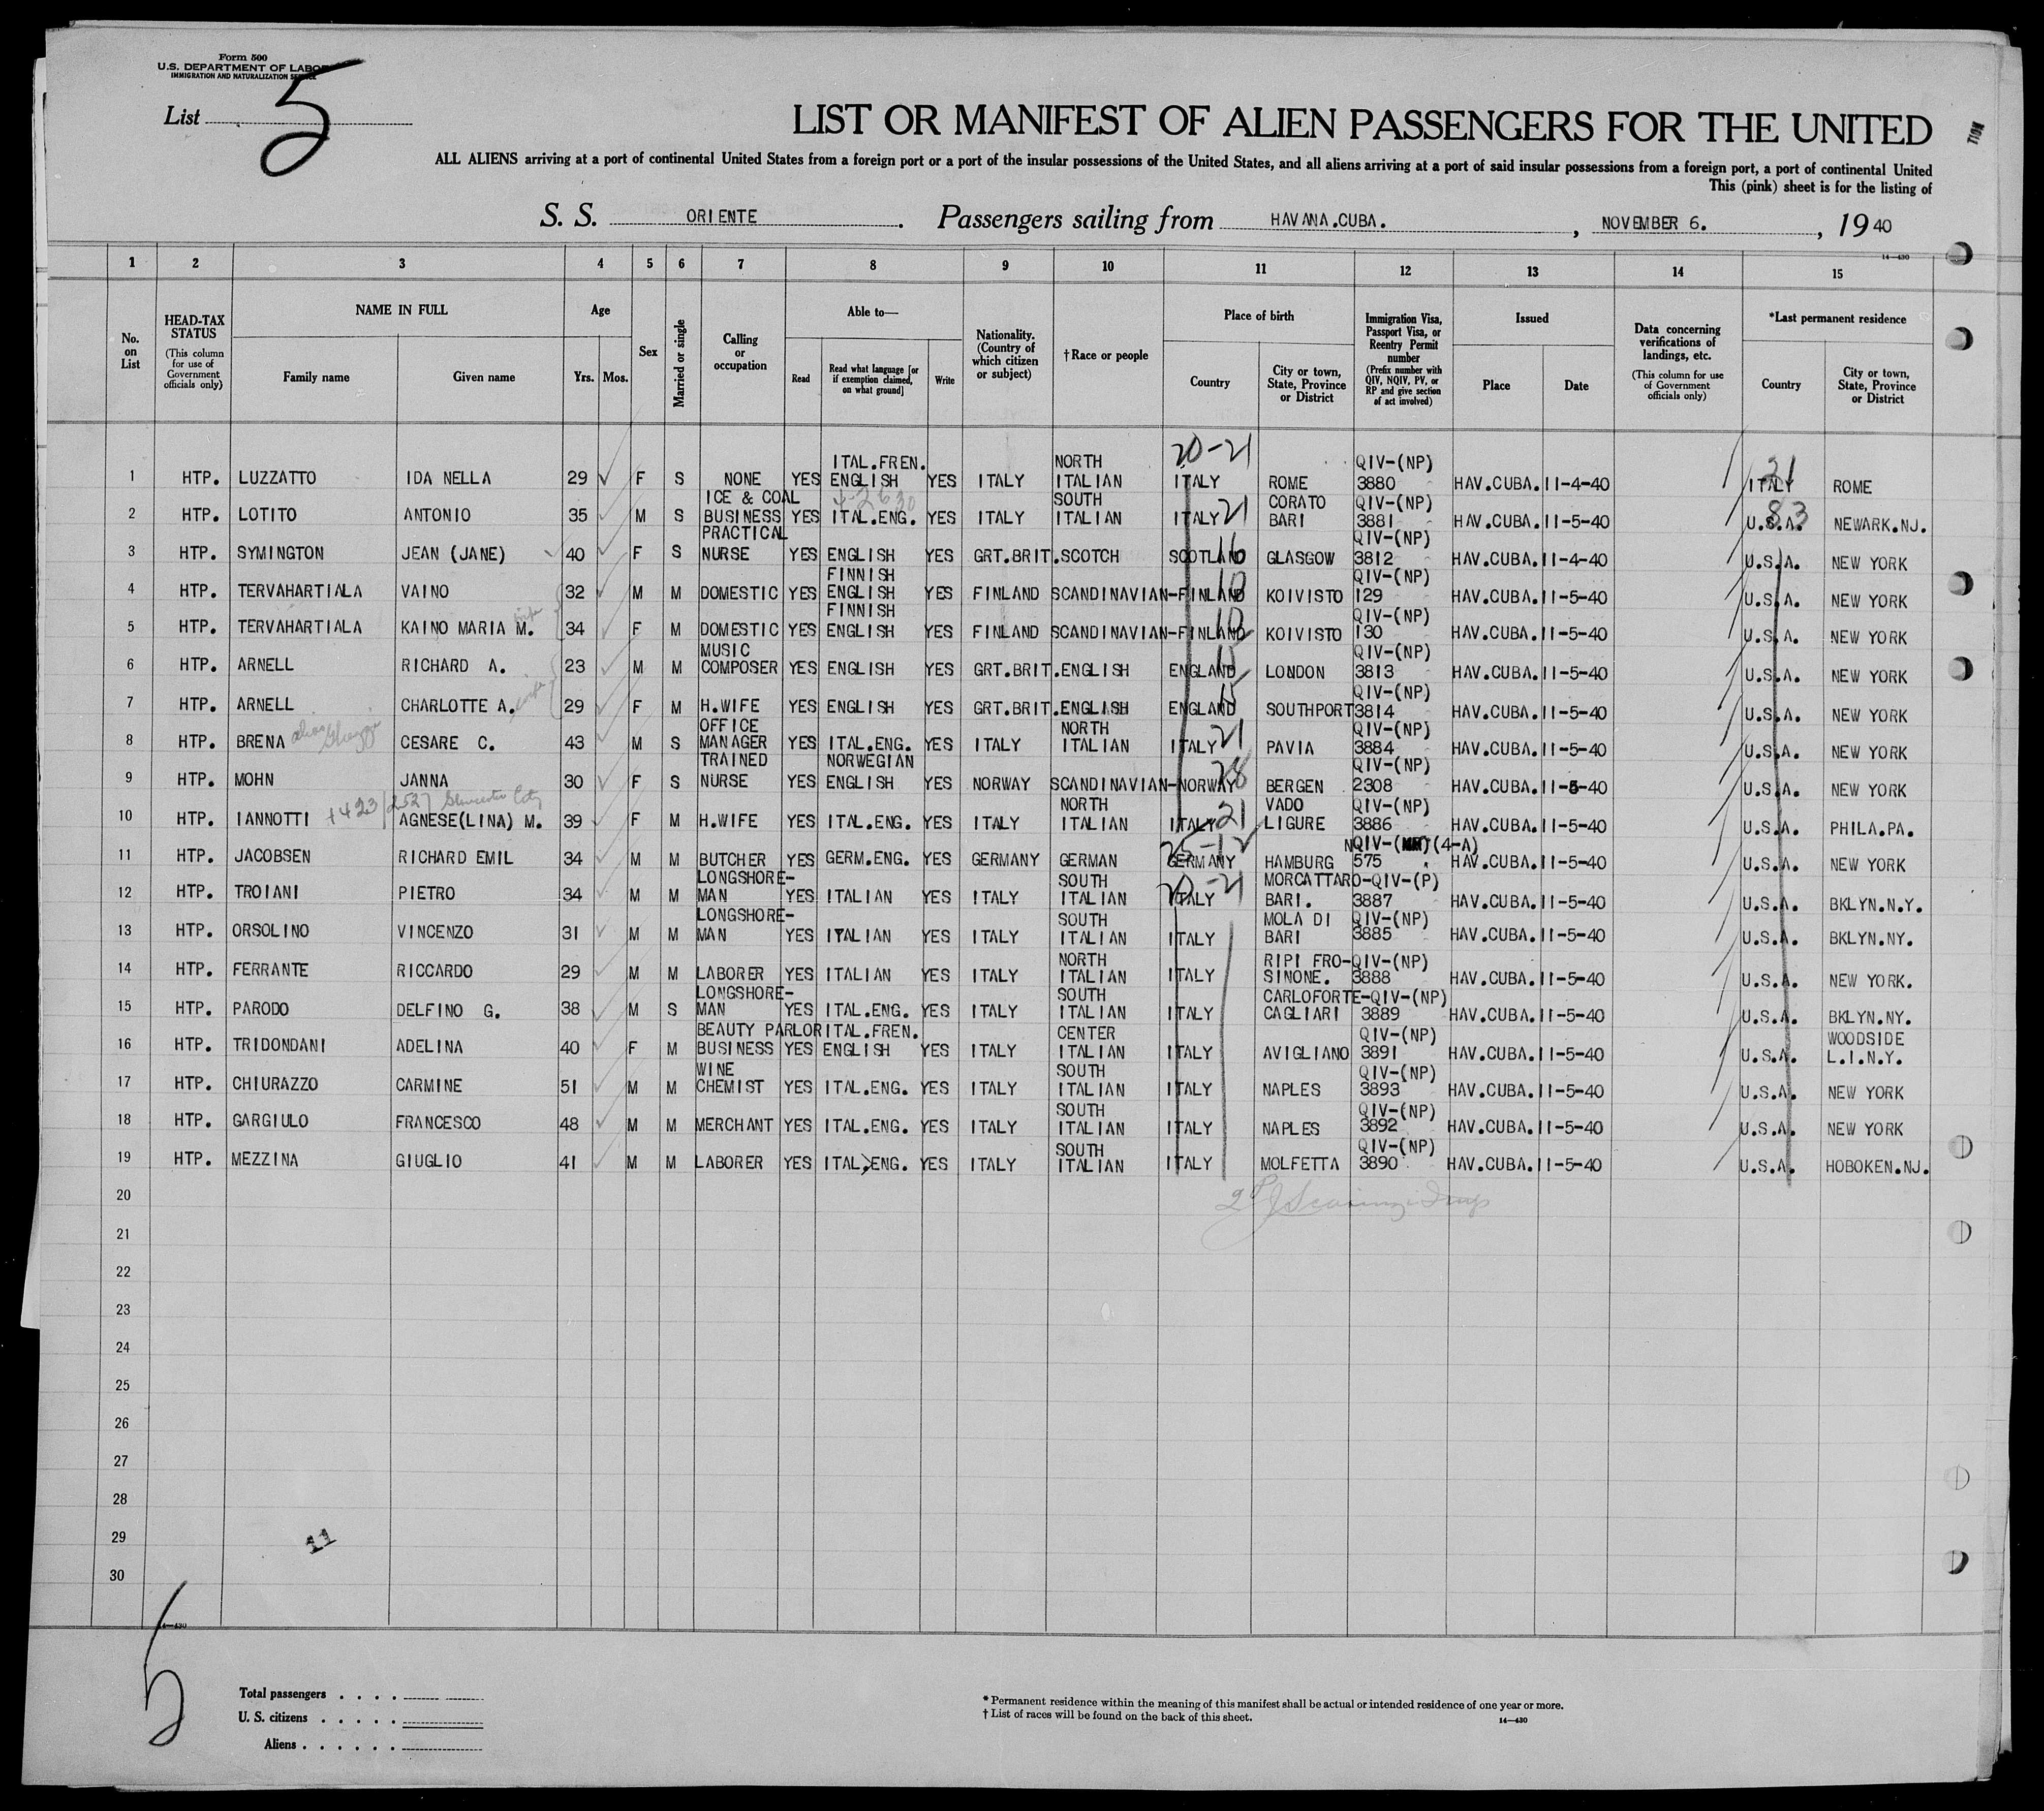 Form 500
U.S. DEPARTMENT OF LABOR
IMMIGRATION AND NATURALIZATION SERVICE
List 5
LIST OR MANIFEST OF ALIEN PASSENGERS FOR THE UNITED
ALL ALIENS arriving at a port of continental United States from a foreign port or a port of the insular possessions of the United States, and all aliens arriving at a port of said insular possessions from a foreign port, a port of continental United
This (pink) sheet is for the listing of
S. S. ORIENTE. Passengers sailing from HAVANA.CUBA. , NOVEMBER 6. , 19 40
14—430
1 2 3 4 5 6 7 8 9 10 11 12 13 14 15
No. on List
HEAD-TAX STATUS (This column for use of Government officials only)
NAME IN FULL Family name Given name
Age Yrs. Mos.
Sex
Married or single
Calling or occupation
Able to— Read Read what language [or if exemption claimed, on what ground] Write
Nationality. (Country of which citizen or subject)
†Race or people
Place of birth Country City or town, State, Province or District
Immigration Visa, Passport Visa, or Reentry Permit number (Prefix number with QIV, NQIV, PV, or RP and give section of act involved)
Issued Place Date
Data concerning verifications of landings, etc. (This column for use of Government officials only)
*Last permanent residence Country City or town, State, Province or District
20-21
1 HTP. LUZZATTO IDA NELLA 29 F S NONE YES ITAL.FREN. ENGLISH YES ITALY NORTH ITALIAN ITALY ROME QIV-(NP) 3880 HAV.CUBA. 11-4-40 ITALY 21 ROME
2 HTP. LOTITO ANTONIO 35 M S ICE & COAL BUSINESS YES ITAL.ENG. YES ITALY SOUTH ITALIAN ITALY 21 CORATO BARI QIV-(NP) 3881 HAV.CUBA. 11-5-40 U.S.A. 83 NEWARK.NJ.
3 HTP. SYMINGTON JEAN (JANE) 40 F S PRACTICAL NURSE YES ENGLISH YES GRT.BRIT. SCOTCH SCOTLAND 16 GLASGOW QIV-(NP) 3812 HAV.CUBA. 11-4-40 U.S.A. NEW YORK
4 HTP. TERVAHARTIALA VAINO 32 M M DOMESTIC YES FINNISH ENGLISH YES FINLAND SCANDINAVIAN-FINLAND 10 KOIVISTO QIV-(NP) 129 HAV.CUBA. 11-5-40 U.S.A. NEW YORK
5 HTP. TERVAHARTIALA KAINO MARIA M. wife 34 F M DOMESTIC YES FINNISH ENGLISH YES FINLAND SCANDINAVIAN-FINLAND 10 KOIVISTO QIV-(NP) 130 HAV.CUBA. 11-5-40 U.S.A. NEW YORK
6 HTP. ARNELL RICHARD A. 23 M M MUSIC COMPOSER YES ENGLISH YES GRT.BRIT. ENGLISH ENGLAND 15 LONDON QIV-(NP) 3813 HAV.CUBA. 11-5-40 U.S.A. NEW YORK
7 HTP. ARNELL CHARLOTTE A. wife 29 F M H.WIFE YES ENGLISH YES GRT.BRIT. ENGLISH ENGLAND 15 SOUTHPORT QIV-(NP) 3814 HAV.CUBA. 11-5-40 U.S.A. NEW YORK
8 HTP. BRENA CESARE C. 43 M S OFFICE MANAGER YES ITAL.ENG. YES ITALY NORTH ITALIAN ITALY 21 PAVIA QIV-(NP) 3884 HAV.CUBA. 11-5-40 U.S.A. NEW YORK
9 HTP. MOHN JANNA 30 F S TRAINED NURSE YES NORWEGIAN ENGLISH YES NORWAY SCANDINAVIAN-NORWAY 28 BERGEN QIV-(NP) 2308 HAV.CUBA. 11-5-40 U.S.A. NEW YORK
Gloucester City
10 HTP. IANNOTTI AGNESE(LINA) M. 39 F M H.WIFE YES ITAL.ENG. YES ITALY NORTH ITALIAN ITALY 21 VADO LIGURE QIV-(NP) 3886 HAV.CUBA. 11-5-40 U.S.A. PHILA.PA.
11 HTP. JACOBSEN RICHARD EMIL 34 M M BUTCHER YES GERM.ENG. YES GERMANY GERMAN GERMANY 25-12 HAMBURG NQIV-(4-A) 575 HAV.CUBA. 11-5-40 U.S.A. NEW YORK
12 HTP. TROIANI PIETRO 34 M M LONGSHORE-MAN YES ITALIAN YES ITALY SOUTH ITALIAN ITALY 20-21 MORCATTARO- BARI. QIV-(P) 3887 HAV.CUBA. 11-5-40 U.S.A. BKLYN.N.Y.
13 HTP. ORSOLINO VINCENZO 31 M M LONGSHORE-MAN YES ITALIAN YES ITALY SOUTH ITALIAN ITALY MOLA DI BARI QIV-(NP) 3885 HAV.CUBA. 11-5-40 U.S.A. BKLYN.NY.
14 HTP. FERRANTE RICCARDO 29 M M LABORER YES ITALIAN YES ITALY NORTH ITALIAN ITALY RIPI FRO-SINONE. QIV-(NP) 3888 HAV.CUBA. 11-5-40 U.S.A. NEW YORK.
15 HTP. PARODO DELFINO G. 38 M S LONGSHORE-MAN YES ITAL.ENG. YES ITALY SOUTH ITALIAN ITALY CARLOFORTE- CAGLIARI QIV-(NP) 3889 HAV.CUBA. 11-5-40 U.S.A. BKLYN.NY.
16 HTP. TRIDONDANI ADELINA 40 F M BEAUTY PARLOR BUSINESS YES ITAL.FREN. ENGLISH YES ITALY CENTER ITALIAN ITALY AVIGLIANO QIV-(NP) 3891 HAV.CUBA. 11-5-40 U.S.A. WOODSIDE L.I.N.Y.
17 HTP. CHIURAZZO CARMINE 51 M M WINE CHEMIST YES ITAL.ENG. YES ITALY SOUTH ITALIAN ITALY NAPLES QIV-(NP) 3893 HAV.CUBA. 11-5-40 U.S.A. NEW YORK
18 HTP. GARGIULO FRANCESCO 48 M M MERCHANT YES ITAL.ENG. YES ITALY SOUTH ITALIAN ITALY NAPLES QIV-(NP) 3892 HAV.CUBA. 11-5-40 U.S.A. NEW YORK
19 HTP. MEZZINA GIUGLIO 41 M M LABORER YES ITAL.ENG. YES ITALY SOUTH ITALIAN ITALY MOLFETTA QIV-(NP) 3890 HAV.CUBA. 11-5-40 U.S.A. HOBOKEN.NJ.
20
21
22
23
24
25
26
27
28
29
11
30
14—430
5
Total passengers . . . .
U. S. citizens . . . . .
Aliens . . . . . .
* Permanent residence within the meaning of this manifest shall be actual or intended residence of one year or more.
† List of races will be found on the back of this sheet.
14—430